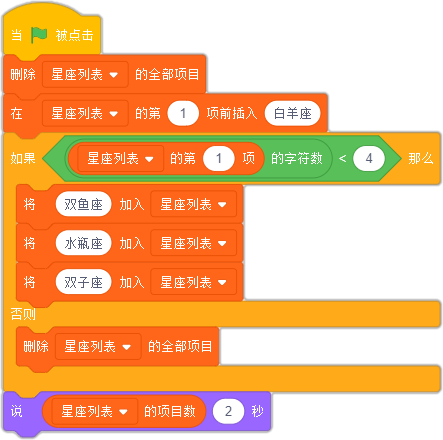 当 被点击
删除 星座列表 的全部项目
在 星座列表 的第 1 项前插入 白羊座
如果 星座列表 的第 1 项 的字符数 < 4 那么
将 双鱼座 加入 星座列表
将 水瓶座 加入 星座列表
将 双子座 加入 星座列表
否则
删除 星座列表 的全部项目
说 星座列表 的项目数 2 秒